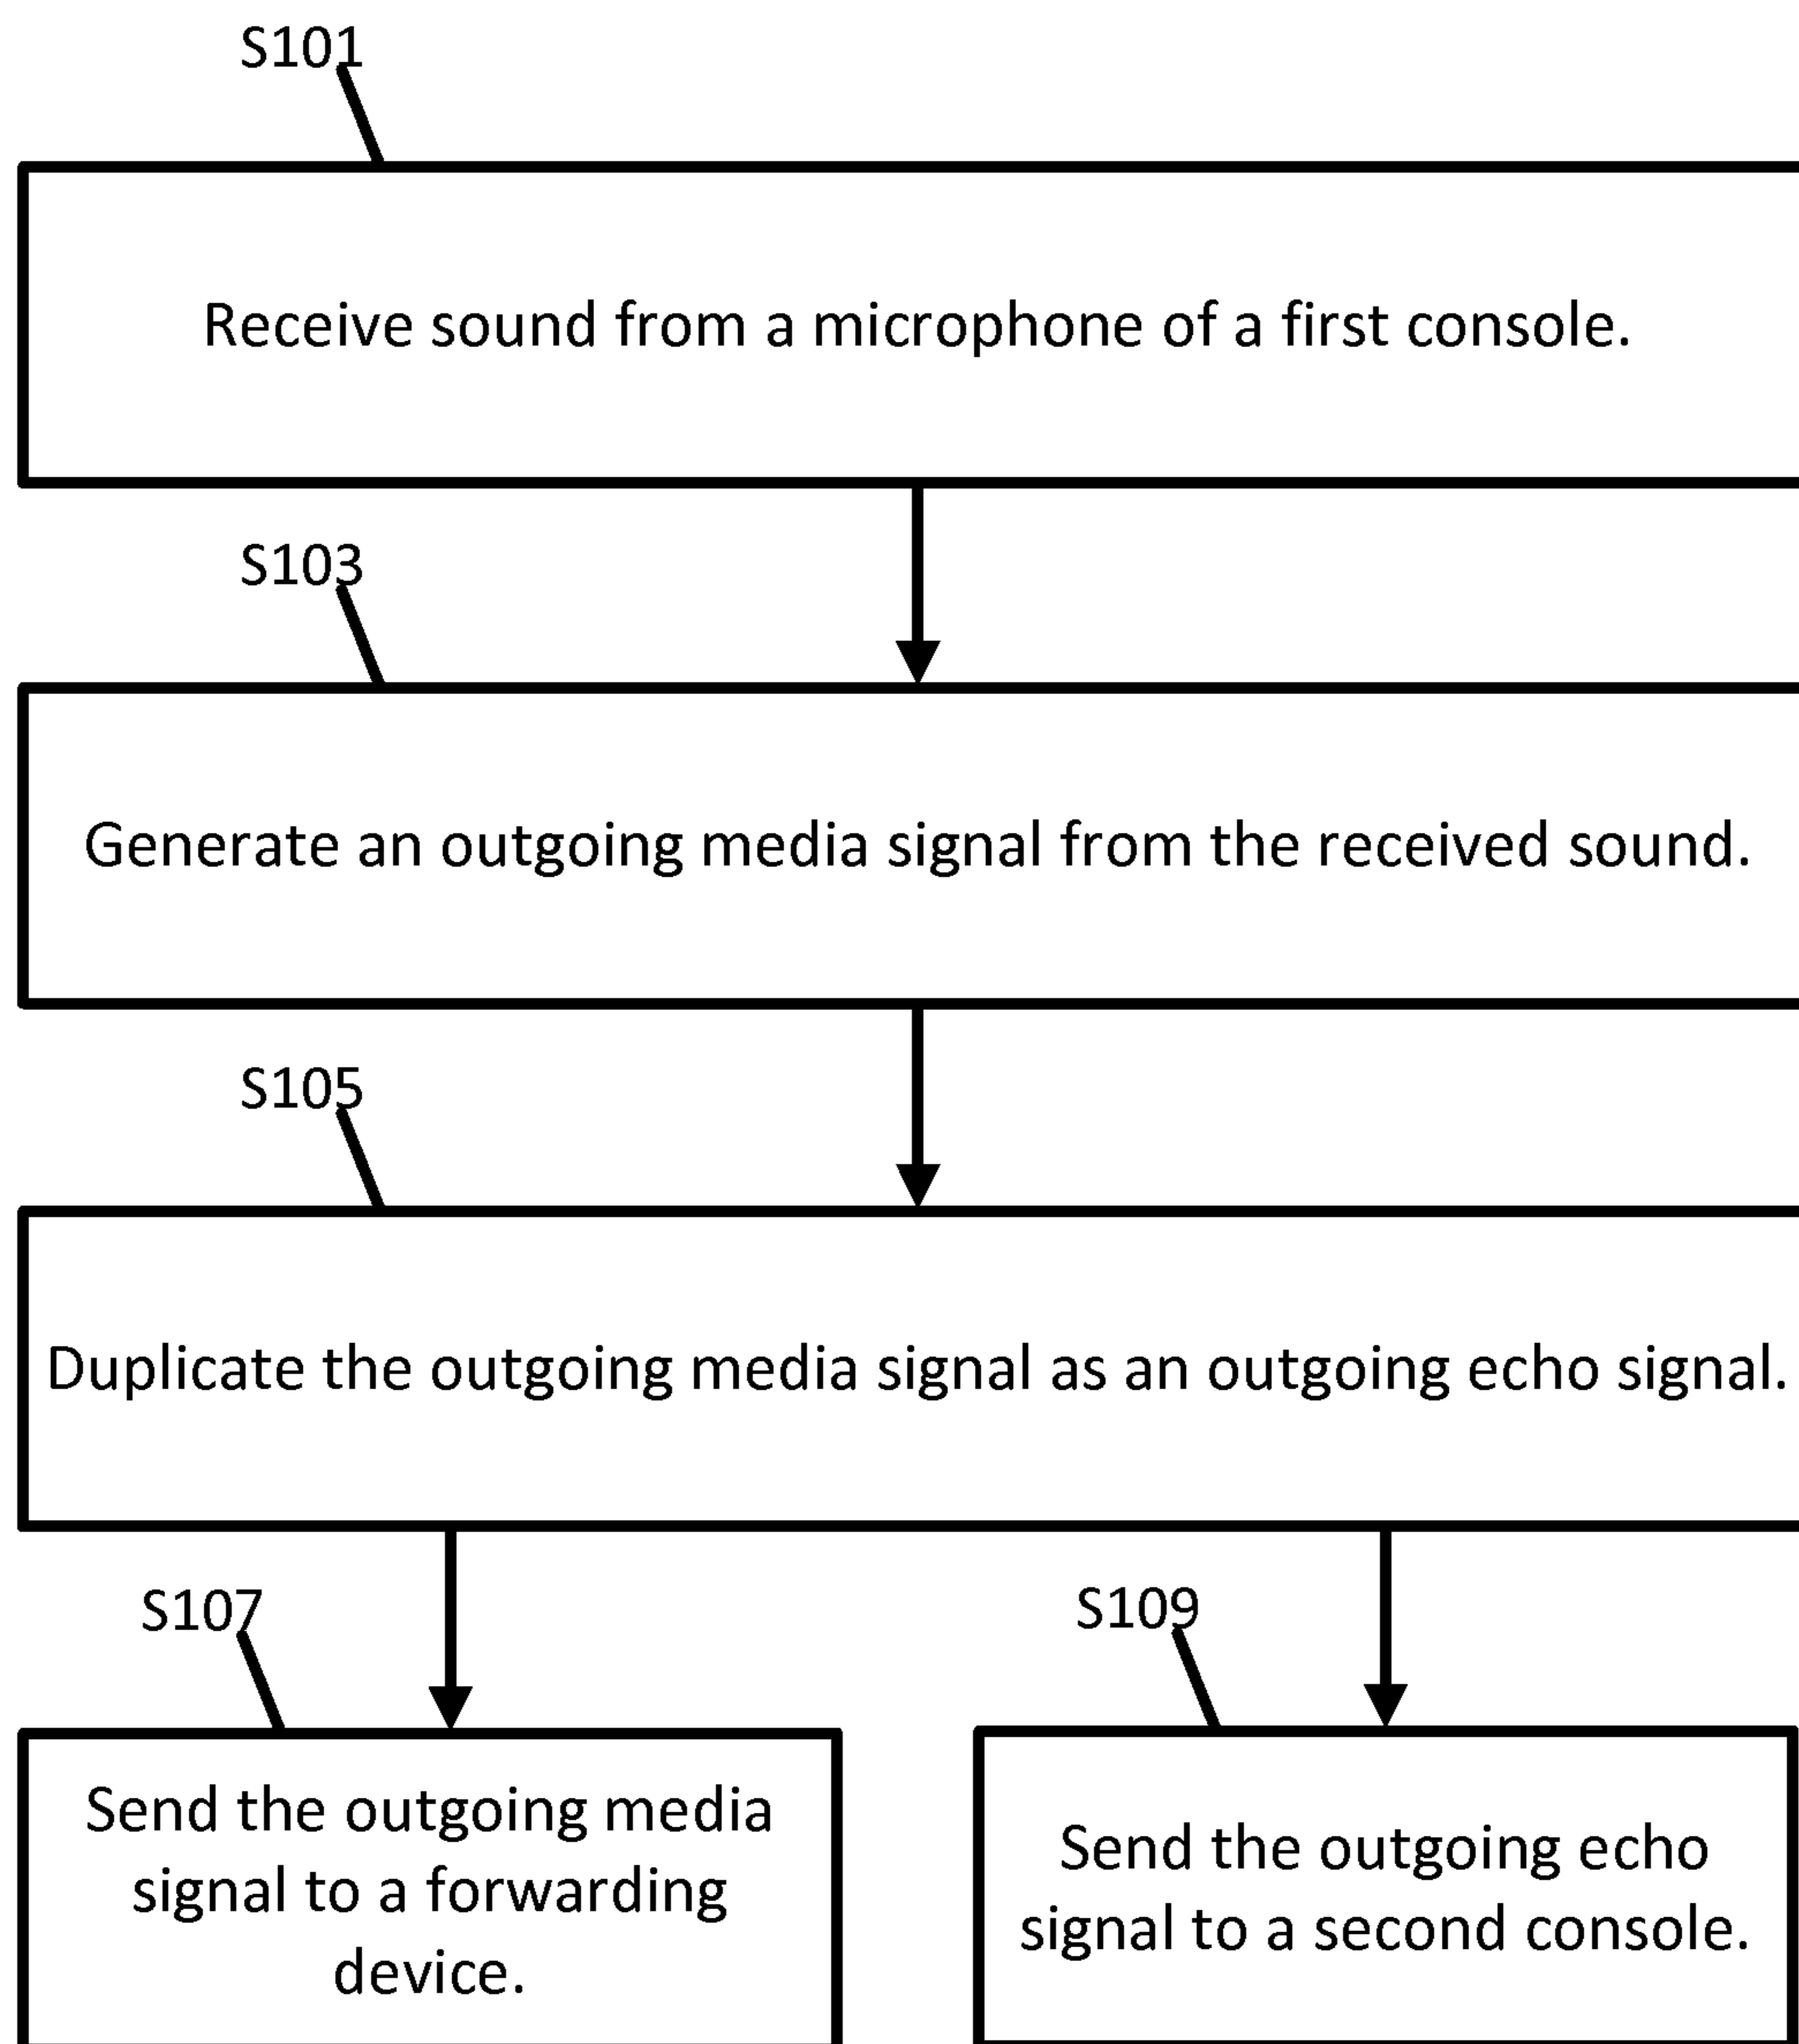 S101
Receive sound from a microphone of a first console.
S103
Generate an outgoing media signal from the received sound.
S105
Duplicate the outgoing media signal as an outgoing echo signal.
S107
Send the outgoing media
signal to a forwarding
device.
S109
Send the outgoing echo
signal to a second console.